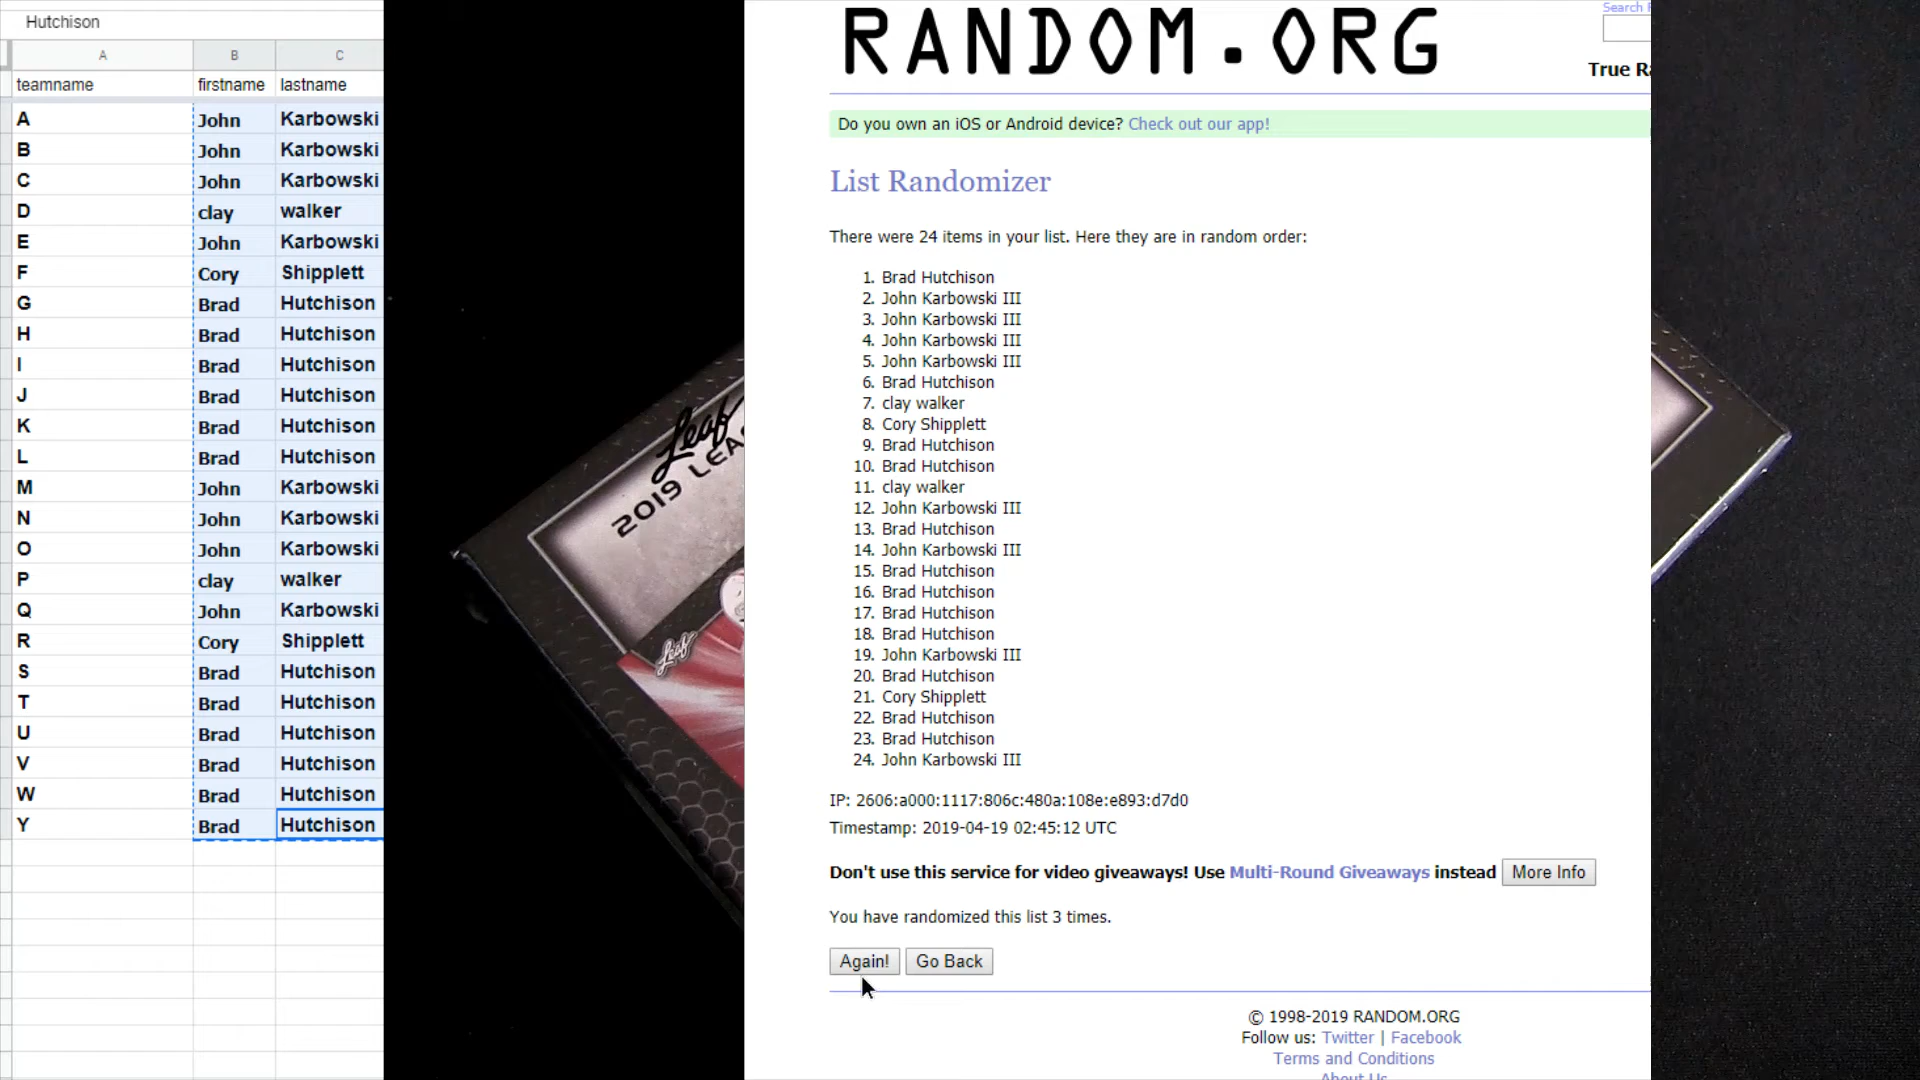 Hutchison
A B C
teamname firstname lastname
A John Karbowski
B John Karbowski
C John Karbowski
D clay walker
E John Karbowski
F Cory Shipplett
G Brad Hutchison
H Brad Hutchison
I Brad Hutchison
J Brad Hutchison
K Brad Hutchison
L Brad Hutchison
M John Karbowski
N John Karbowski
O John Karbowski
P clay walker
Q John Karbowski
R Cory Shipplett
S Brad Hutchison
T Brad Hutchison
U Brad Hutchison
V Brad Hutchison
W Brad Hutchison
Y Brad Hutchison
Leaf
2019 LEA
Leaf
RANDOM.ORG
Search
True Ra
Do you own an iOS or Android device? Check out our app!
List Randomizer
There were 24 items in your list. Here they are in random order:
1. Brad Hutchison
2. John Karbowski III
3. John Karbowski III
4. John Karbowski III
5. John Karbowski III
6. Brad Hutchison
7. clay walker
8. Cory Shipplett
9. Brad Hutchison
10. Brad Hutchison
11. clay walker
12. John Karbowski III
13. Brad Hutchison
14. John Karbowski III
15. Brad Hutchison
16. Brad Hutchison
17. Brad Hutchison
18. Brad Hutchison
19. John Karbowski III
20. Brad Hutchison
21. Cory Shipplett
22. Brad Hutchison
23. Brad Hutchison
24. John Karbowski III
IP: 2606:a000:1117:806c:480a:108e:e893:d7d0
Timestamp: 2019-04-19 02:45:12 UTC
Don't use this service for video giveaways! Use Multi-Round Giveaways instead More Info
You have randomized this list 3 times.
Again! Go Back
© 1998-2019 RANDOM.ORG
Follow us: Twitter | Facebook
Terms and Conditions
About Us